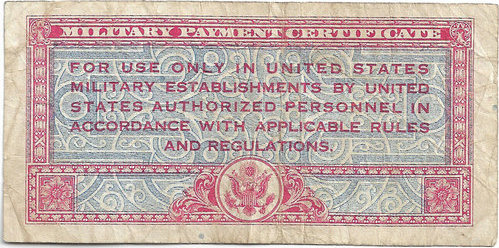 MILITARY PAYMENT CERTIFICATE
FOR USE ONLY IN UNITED STATES
MILITARY ESTABLISHMENTS BY UNITED
STATES AUTHORIZED PERSONNEL IN
ACCORDANCE WITH APPLICABLE RULES
AND REGULATIONS.